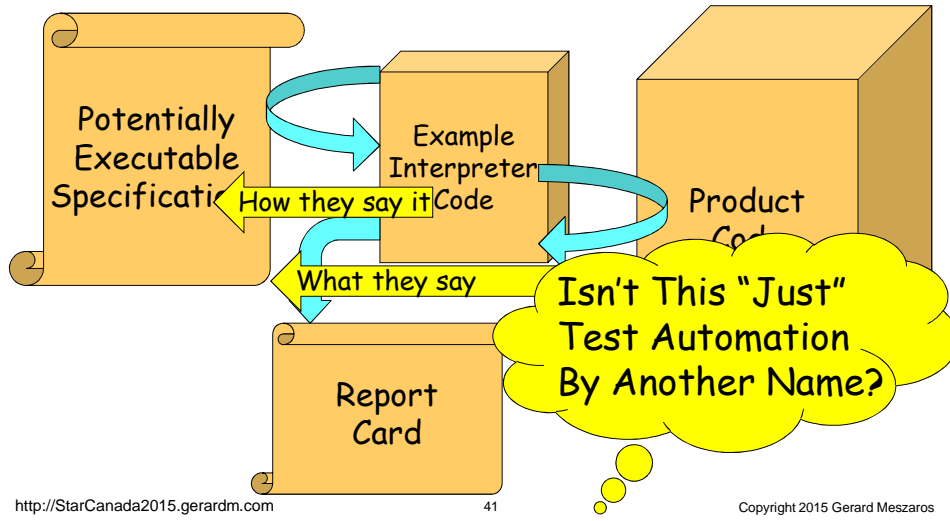 Potentially
Executable
Specificati
How they say it
What they say
Example
Interpreter
Code
Product
Isn't This "Just"
Test Automation
By Another Name?
Report
Card
http://StarCanada2015.gerardm.com
41
Copyright 2015 Gerard Meszaros